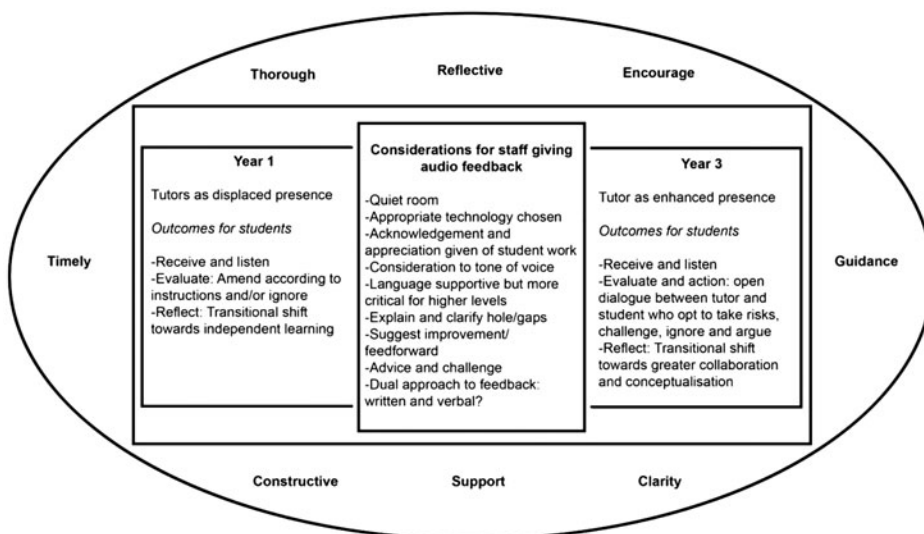 Thorough
Reflective
Encourage
Timely
Year 1
Tutors as displaced presence
Outcomes for students
-Receive and listen
-Evaluate: Amend according to
instructions and/or ignore
-Reflect: Transitional shift
towards independent learning
Considerations for staff giving
audio feedback
-Quiet room
-Appropriate technology chosen
-Acknowledgement and
appreciation given of student work
-Consideration to tone of voice
-Language supportive but more
critical for higher levels
-Explain and clarify hole/gaps
-Suggest improvement/
feedforward
-Advice and challenge
-Dual approach to feedback:
written and verbal?
Year 3
Tutor as enhanced presence
Outcomes for students
-Receive and listen
-Evaluate and action: open
dialogue between tutor and
student who opt to take risks,
challenge, ignore and argue
-Reflect: Transitional shift
towards greater collaboration
and conceptualisation
Guidance
Constructive
Support
Clarity